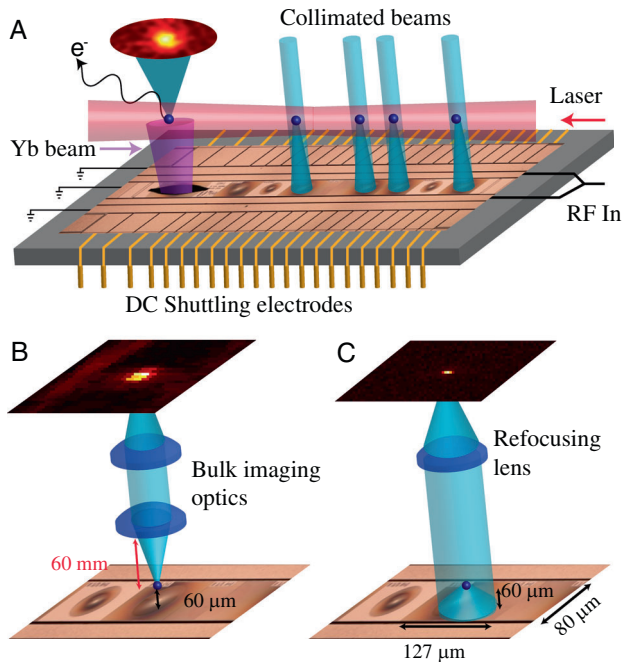 A
e-
Collimated beams
Laser
Yb beam
RF In
DC Shuttling electrodes
B
C
Bulk imaging
optics
Refocusing
lens
60 mm
60 μm
60 μm
80 μm
127 μm